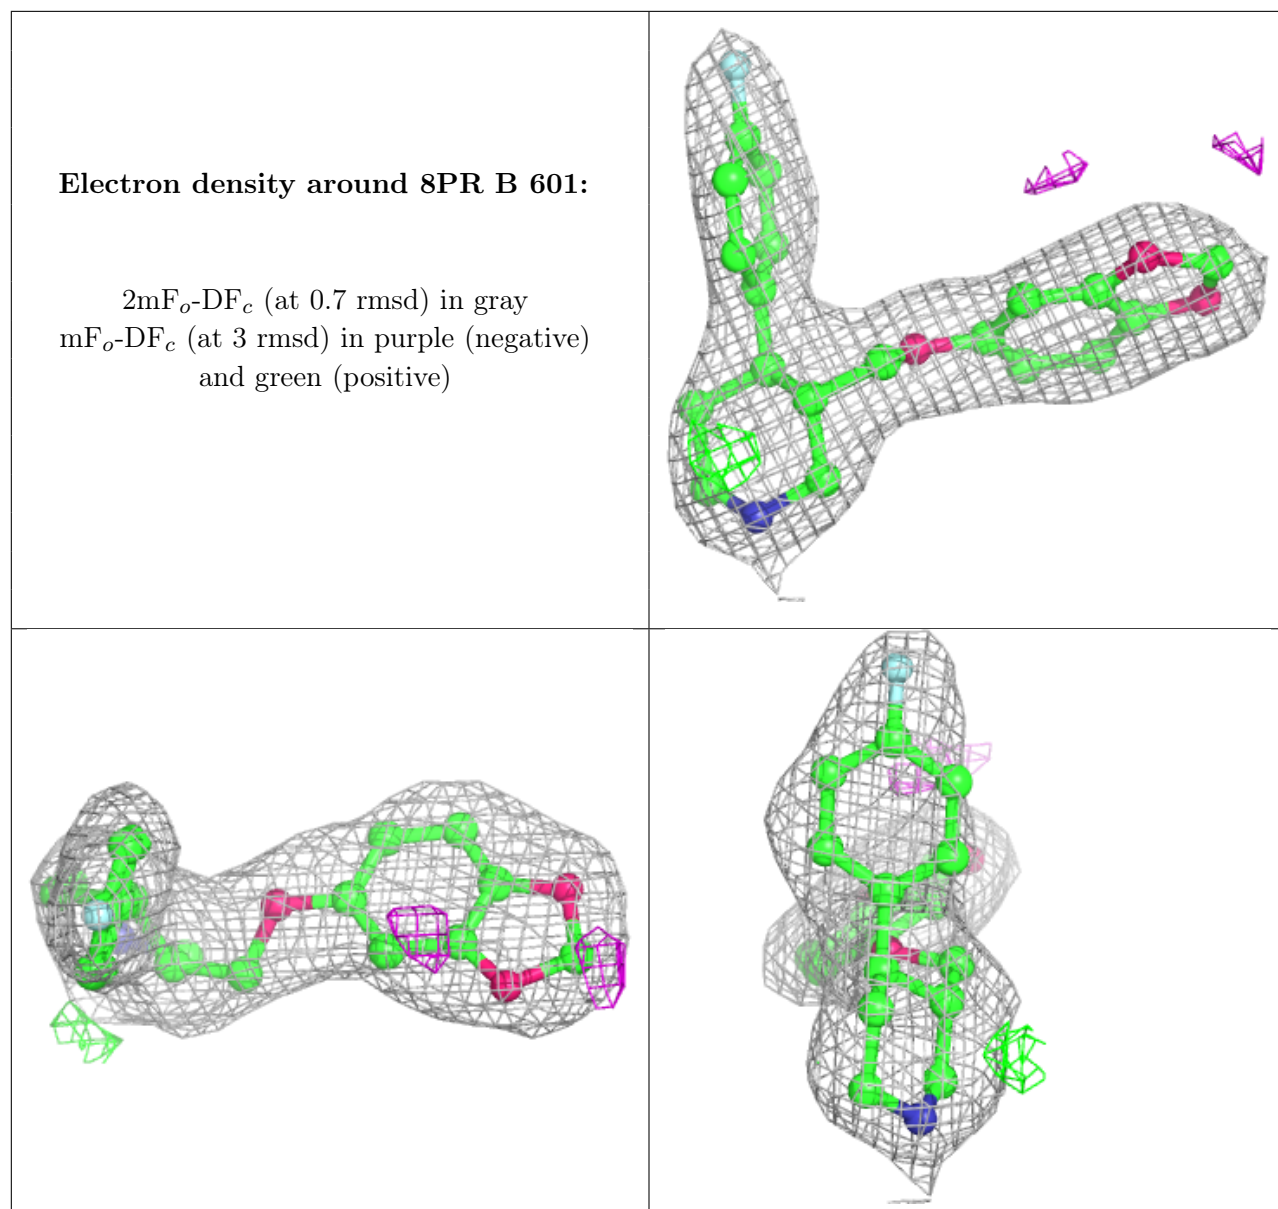 Electron density around 8PR B 601:
2mFo-DFc (at 0.7 rmsd) in gray
mFo-DFc (at 3 rmsd) in purple (negative)
and green (positive)